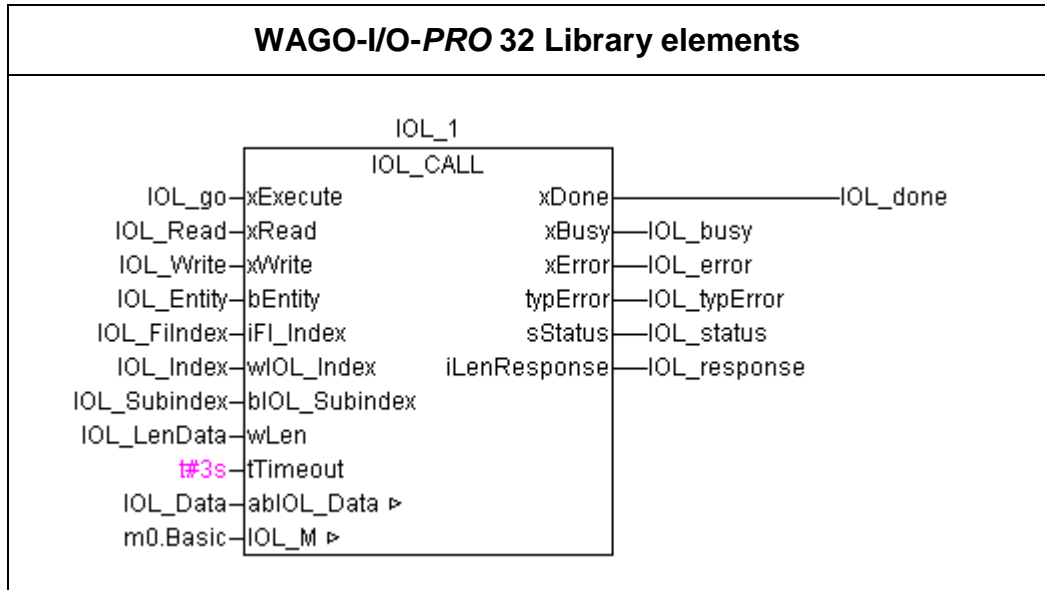 WAGO-I/O-PRO 32 Library elements
IOL_1
IOL_CALL
IOL_go xExecute xDone IOL_done
IOL_Read xRead xBusy IOL_busy
IOL_Write xWrite xError IOL_error
IOL_Entity bEntity typError IOL_typError
IOL_FiIndex iFI_Index sStatus IOL_status
IOL_Index wIOL_Index iLenResponse IOL_response
IOL_Subindex bIOL_Subindex
IOL_LenData wLen
t#3s tTimeout
IOL_Data abIOL_Data ▹
m0.Basic IOL_M ▹